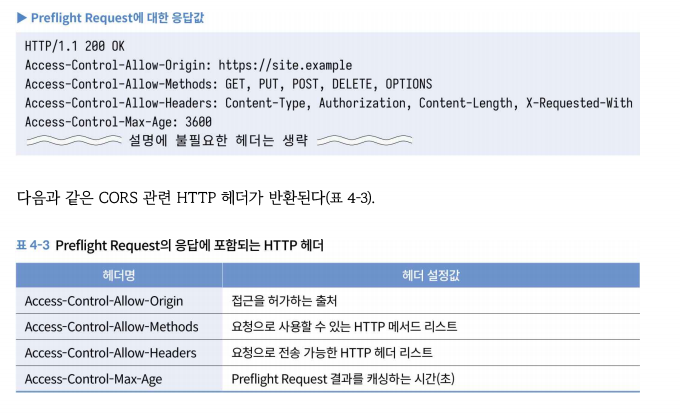 ▶ Preflight Request에 대한 응답값
HTTP/1.1 200 OK
Access-Control-Allow-Origin: https://site.example
Access-Control-Allow-Methods: GET, PUT, POST, DELETE, OPTIONS
Access-Control-Allow-Headers: Content-Type, Authorization, Content-Length, X-Requested-With
Access-Control-Max-Age: 3600
설명에 불필요한 헤더는 생략
다음과 같은 CORS 관련 HTTP 헤더가 반환된다(표 4-3).
표 4-3 Preflight Request의 응답에 포함되는 HTTP 헤더
헤더명 헤더 설정값
Access-Control-Allow-Origin 접근을 허가하는 출처
Access-Control-Allow-Methods 요청으로 사용할 수 있는 HTTP 메서드 리스트
Access-Control-Allow-Headers 요청으로 전송 가능한 HTTP 헤더 리스트
Access-Control-Max-Age Preflight Request 결과를 캐싱하는 시간(초)